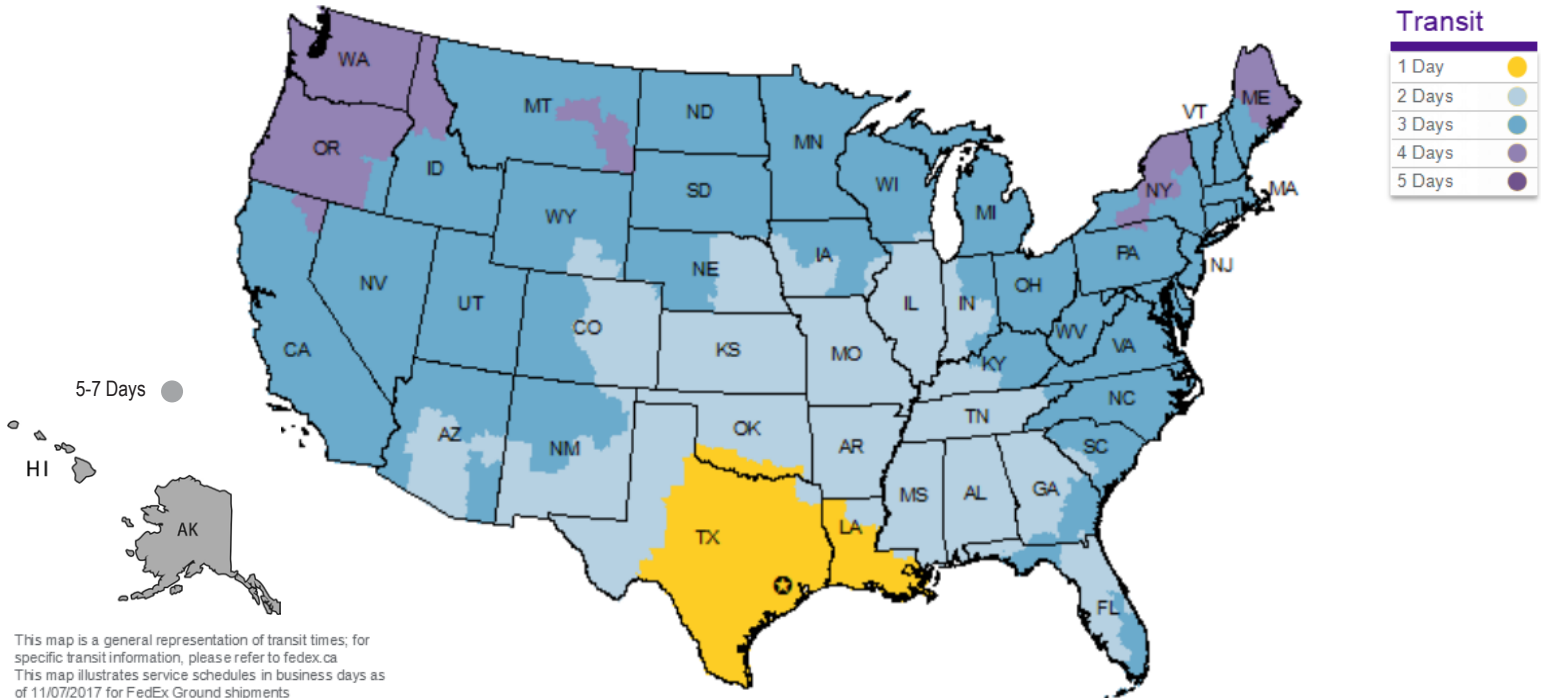 Transit
1 Day
2 Days
3 Days
4 Days
5 Days
WA
MT
ND
MN
VT
ME
OR
ID
WI
NY
MA
SD
MI
WY
IA
PA
NE
NJ
NV
UT
IL
IN
OH
CO
WV
CA
KS
MO
VA
KY
5-7 Days
NC
TN
AZ
NM
OK
AR
SC
HI
MS
AL
GA
AK
TX
LA
FL
This map is a general representation of transit times; for
specific transit information, please refer to fedex.ca
This map illustrates service schedules in business days as
of 11/07/2017 for FedEx Ground shipments